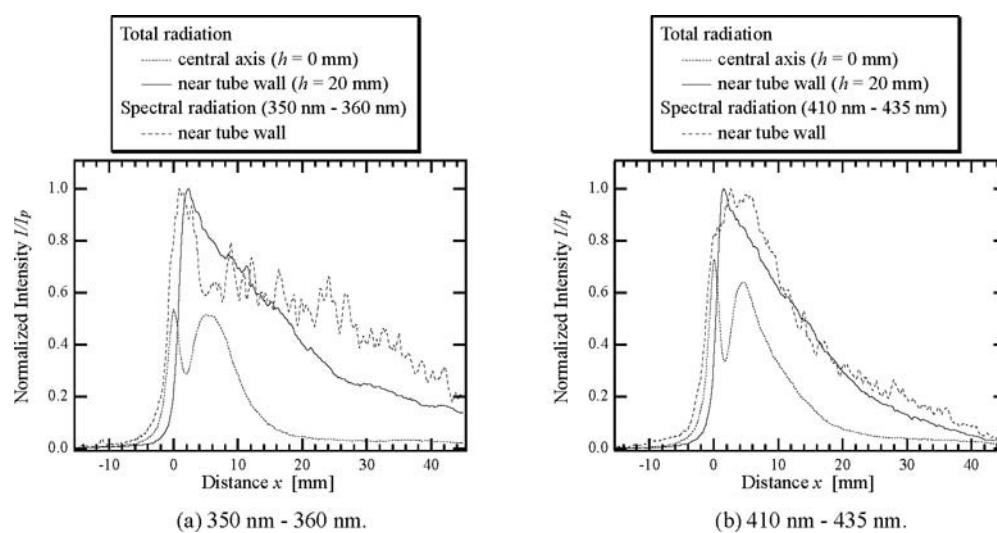 Total radiation
central axis (h = 0 mm)
near tube wall (h = 20 mm)
Spectral radiation (350 nm - 360 nm)
near tube wall
Normalized Intensity I/Ip
1.0
0.8
0.6
0.4
0.2
0.0
-10 0 10 20 30 40
Distance x [mm]
(a) 350 nm - 360 nm.
Total radiation
central axis (h = 0 mm)
near tube wall (h = 20 mm)
Spectral radiation (410 nm - 435 nm)
near tube wall
Normalized Intensity I/Ip
1.0
0.8
0.6
0.4
0.2
0.0
-10 0 10 20 30 40
Distance x [mm]
(b) 410 nm - 435 nm.